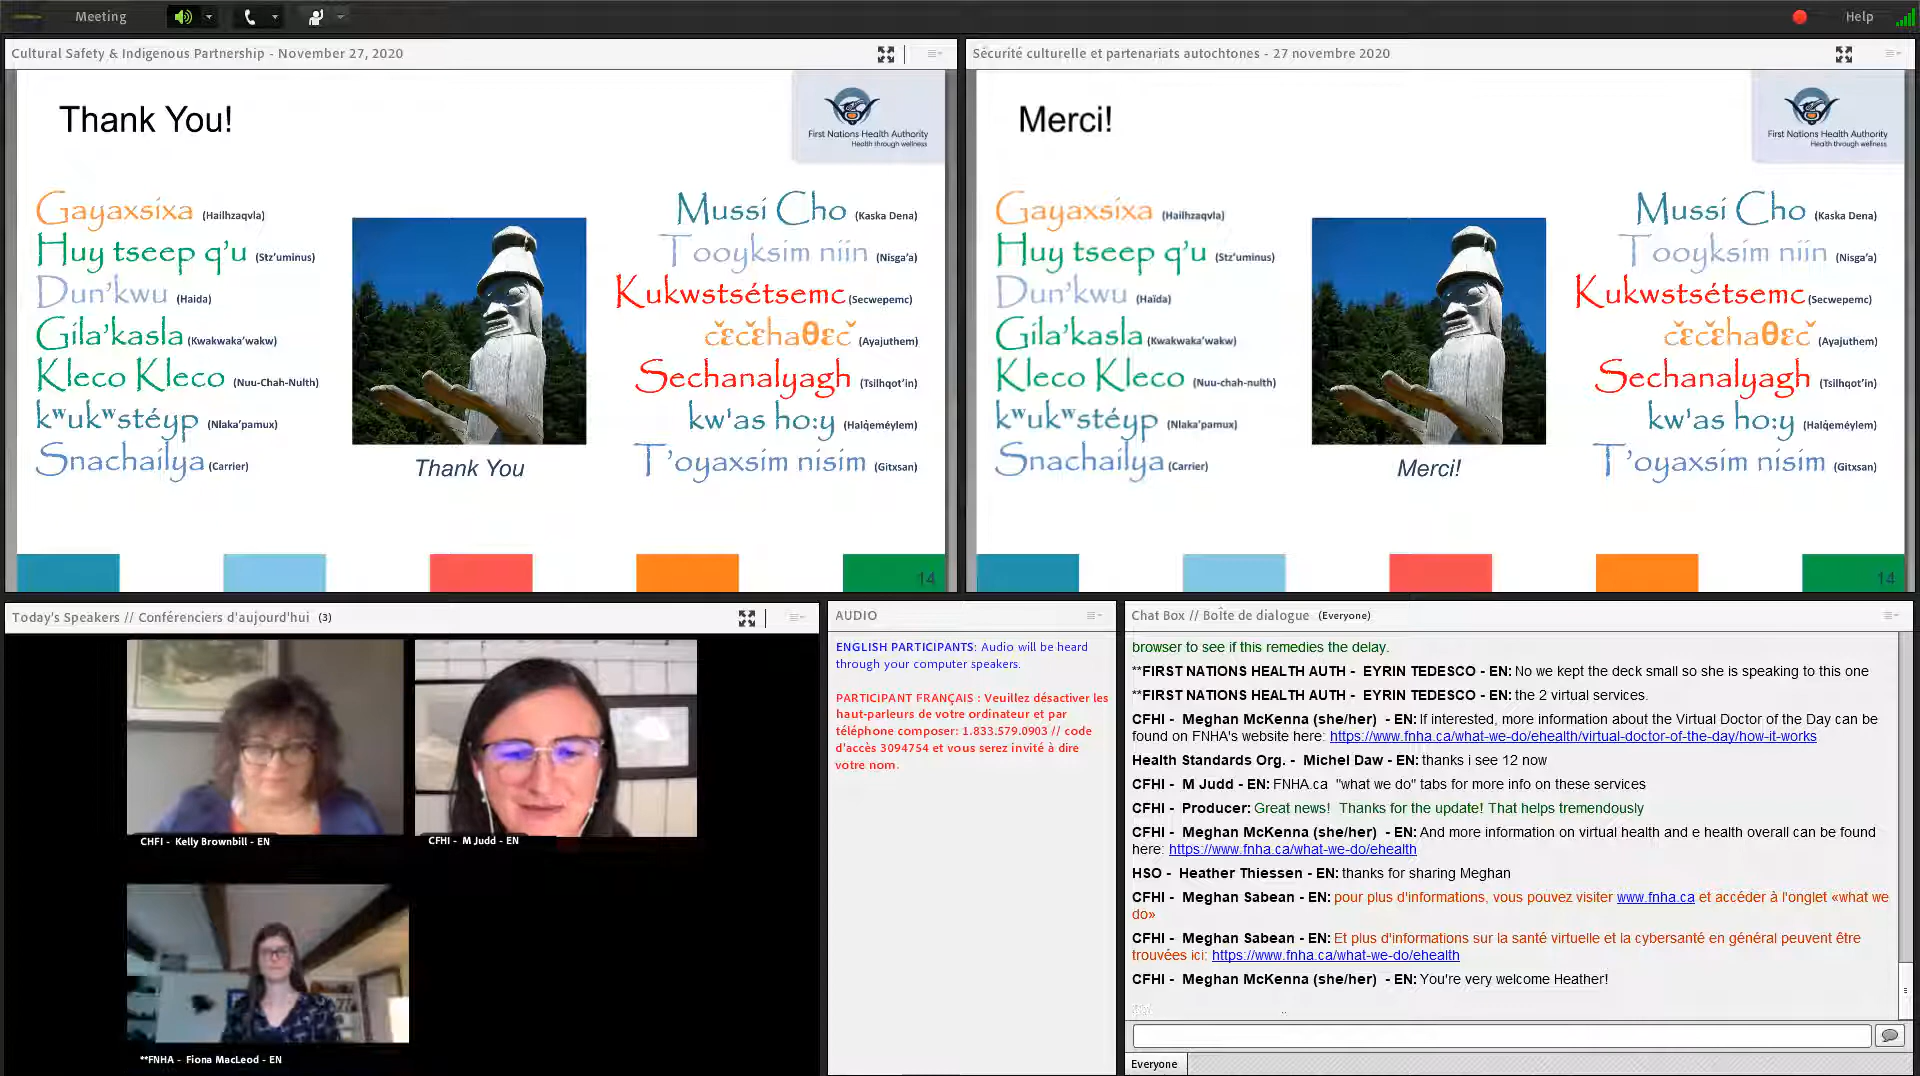 Meeting
Help
Cultural Safety & Indigenous Partnership - November 27, 2020
Thank You!
First Nations Health Authority
Health through wellness
Gayaxsixa (Hailhzaqvla)
Huy tseep q'u (Stz'uminus)
Dun'kwu (Haida)
Gila'kasla (Kwakwaka'wakw)
Kleco Kleco (Nuu-Chah-Nulth)
kʷukʷstéyp (Nlaka'pamux)
Snachailya (Carrier)
Thank You
Mussi Cho (Kaska Dena)
Tooyksim niin (Nisga'a)
Kukwstsétsemc (Secwepemc)
čɛčɛhaθɛč (Ayajuthem)
Sechanalyagh (Tsilhqot'in)
kw'as ho:y (Halq̓eméylem)
T'oyaxsim nisim (Gitxsan)
14
Sécurité culturelle et partenariats autochtones - 27 novembre 2020
Merci!
First Nations Health Authority
Health through wellness
Gayaxsixa (Hailhzaqvla)
Huy tseep q'u (Stz'uminus)
Dun'kwu (Haïda)
Gila'kasla (Kwakwaka'wakw)
Kleco Kleco (Nuu-chah-nulth)
kʷukʷstéyp (Nlaka'pamux)
Snachailya (Carrier)
Merci!
Mussi Cho (Kaska Dena)
Tooyksim niin (Nisga'a)
Kukwstsétsemc (Secwepemc)
čɛčɛhaθɛč (Ayajuthem)
Sechanalyagh (Tsilhqot'in)
kw'as ho:y (Halq̓eméylem)
T'oyaxsim nisim (Gitxsan)
14
Today's Speakers // Conférenciers d'aujourd'hui (3)
CHFI - Kelly Brownbill - EN
CFHI - M Judd - EN
**FNHA - Fiona MacLeod - EN
AUDIO
ENGLISH PARTICIPANTS: Audio will be heard
through your computer speakers.
PARTICIPANT FRANÇAIS : Veuillez désactiver les
haut-parleurs de votre ordinateur et par
téléphone composer: 1.833.579.0903 // code
d'accès 3094754 et vous serez invité à dire
votre nom.
Chat Box // Boîte de dialogue (Everyone)
browser to see if this remedies the delay.
**FIRST NATIONS HEALTH AUTH - EYRIN TEDESCO - EN: No we kept the deck small so she is speaking to this one
**FIRST NATIONS HEALTH AUTH - EYRIN TEDESCO - EN: the 2 virtual services.
CFHI - Meghan McKenna (she/her) - EN: If interested, more information about the Virtual Doctor of the Day can be
found on FNHA's website here: https://www.fnha.ca/what-we-do/ehealth/virtual-doctor-of-the-day/how-it-works
Health Standards Org. - Michel Daw - EN: thanks i see 12 now
CFHI - M Judd - EN: FNHA.ca "what we do" tabs for more info on these services
CFHI - Producer: Great news! Thanks for the update! That helps tremendously
CFHI - Meghan McKenna (she/her) - EN: And more information on virtual health and e health overall can be found
here: https://www.fnha.ca/what-we-do/ehealth
HSO - Heather Thiessen - EN: thanks for sharing Meghan
CFHI - Meghan Sabean - EN: pour plus d'informations, vous pouvez visiter www.fnha.ca et accéder à l'onglet «what we
do»
CFHI - Meghan Sabean - EN: Et plus d'informations sur la santé virtuelle et la cybersanté en général peuvent être
trouvées ici: https://www.fnha.ca/what-we-do/ehealth
CFHI - Meghan McKenna (she/her) - EN: You're very welcome Heather!
Everyone